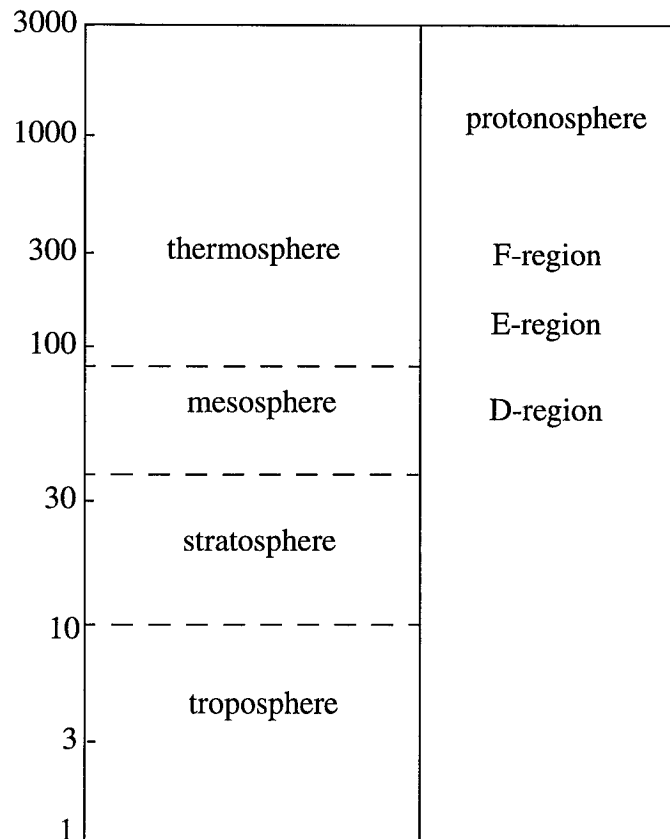 3000
protonosphere
1000
300
thermosphere
F-region
E-region
100
mesosphere
D-region
30
stratosphere
10
troposphere
3
1